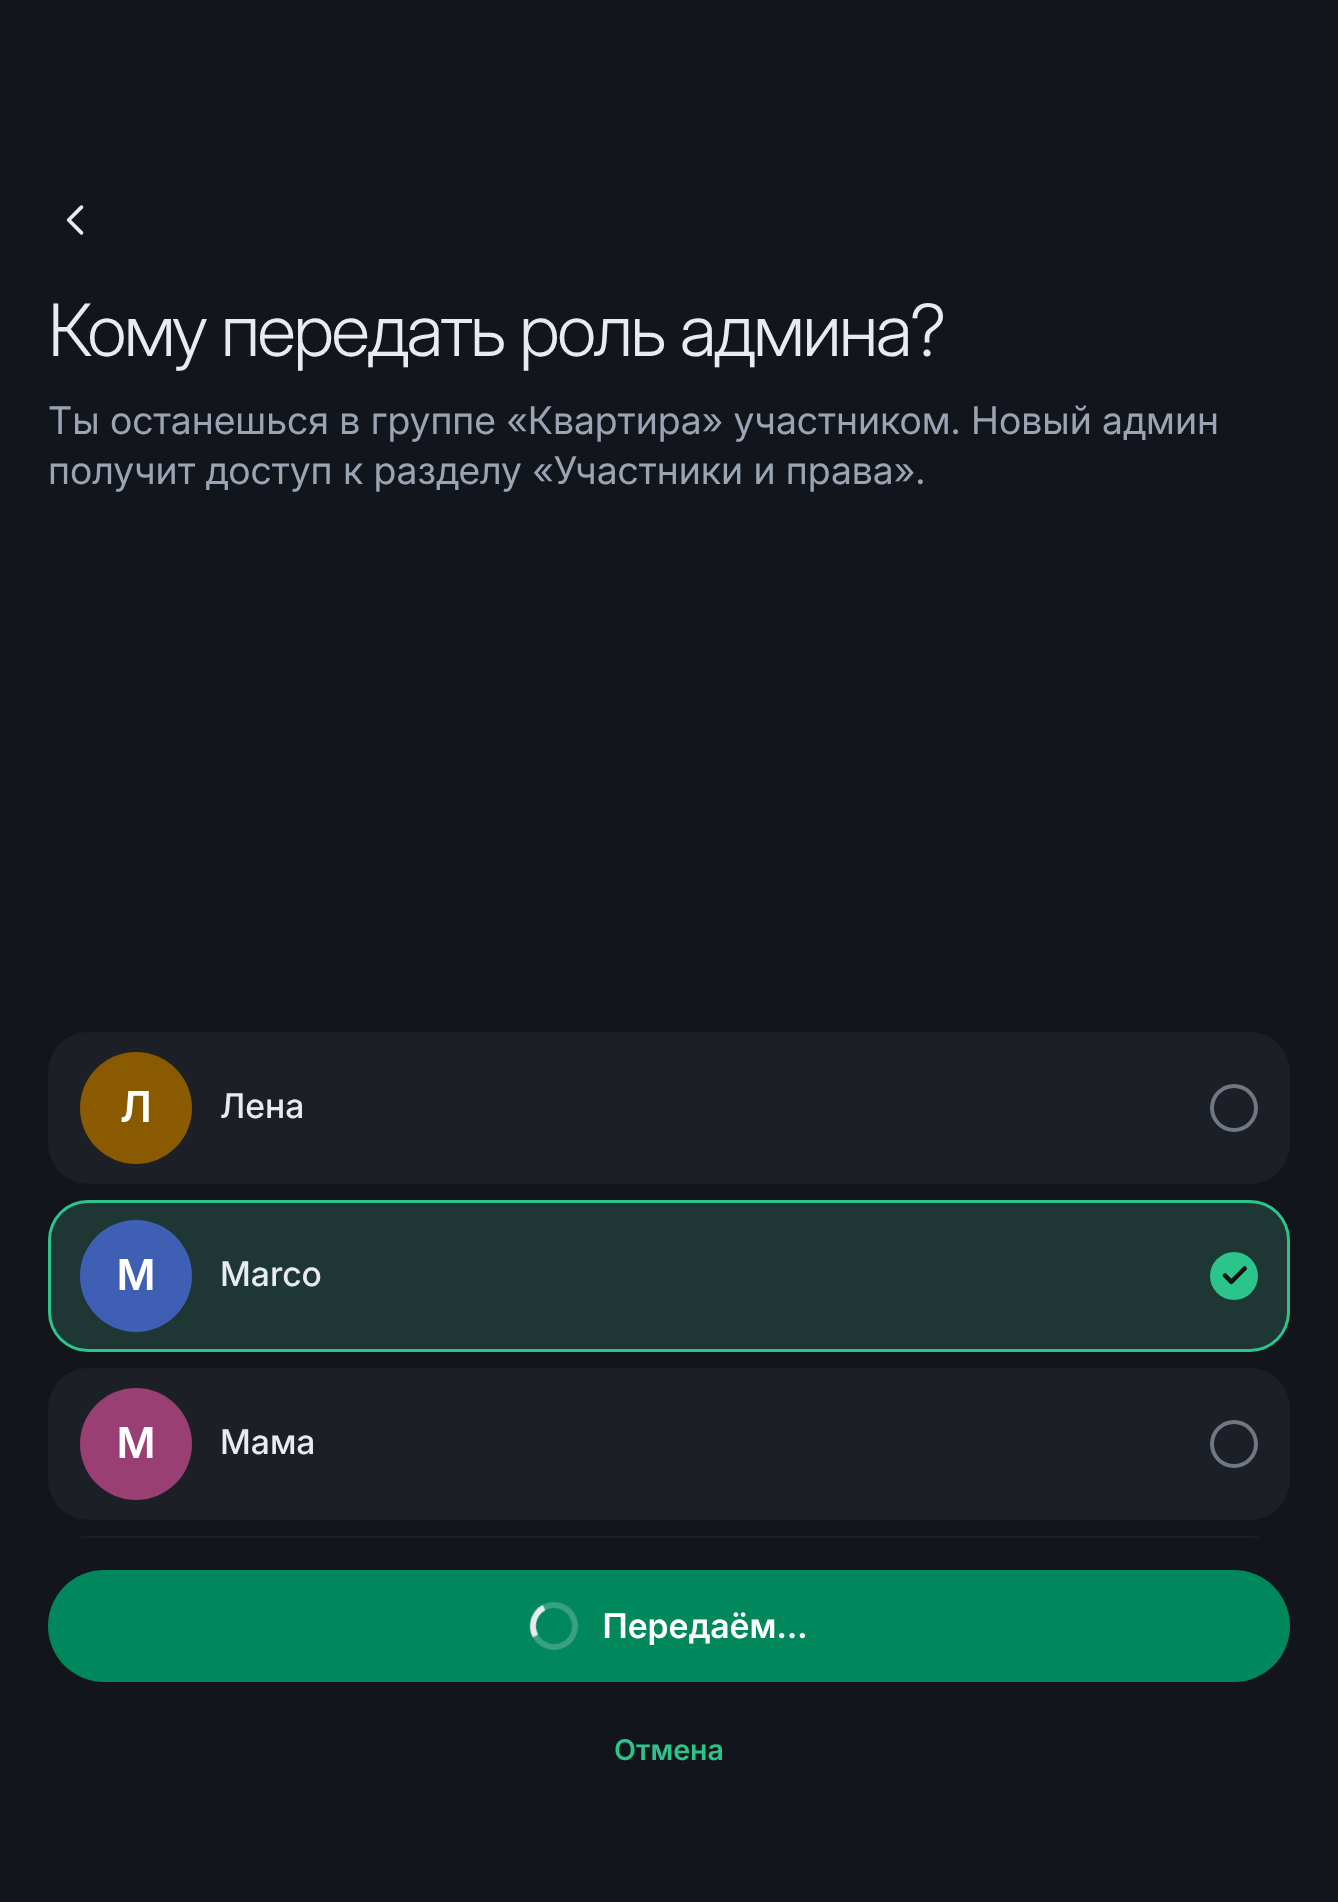 Кому передать роль админа?
Ты останешься в группе «Квартира» участником. Новый админ
получит доступ к разделу «Участники и права».
Л Лена
M Marco
М Мама
Передаём...
Отмена